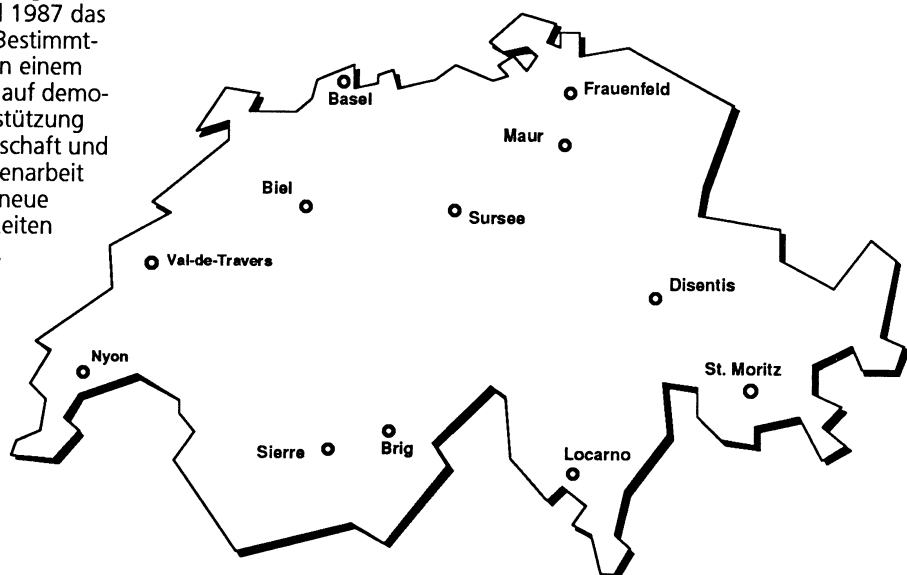 1987 das
Bestimmt-
n einem
auf demo-
stützung
schaft und
enarbeit
neue
eiten
Basel
Frauenfeld
Maur
Biel
Sursee
Val-de-Travers
Disentis
Nyon
St. Moritz
Sierre
Brig
Locarno